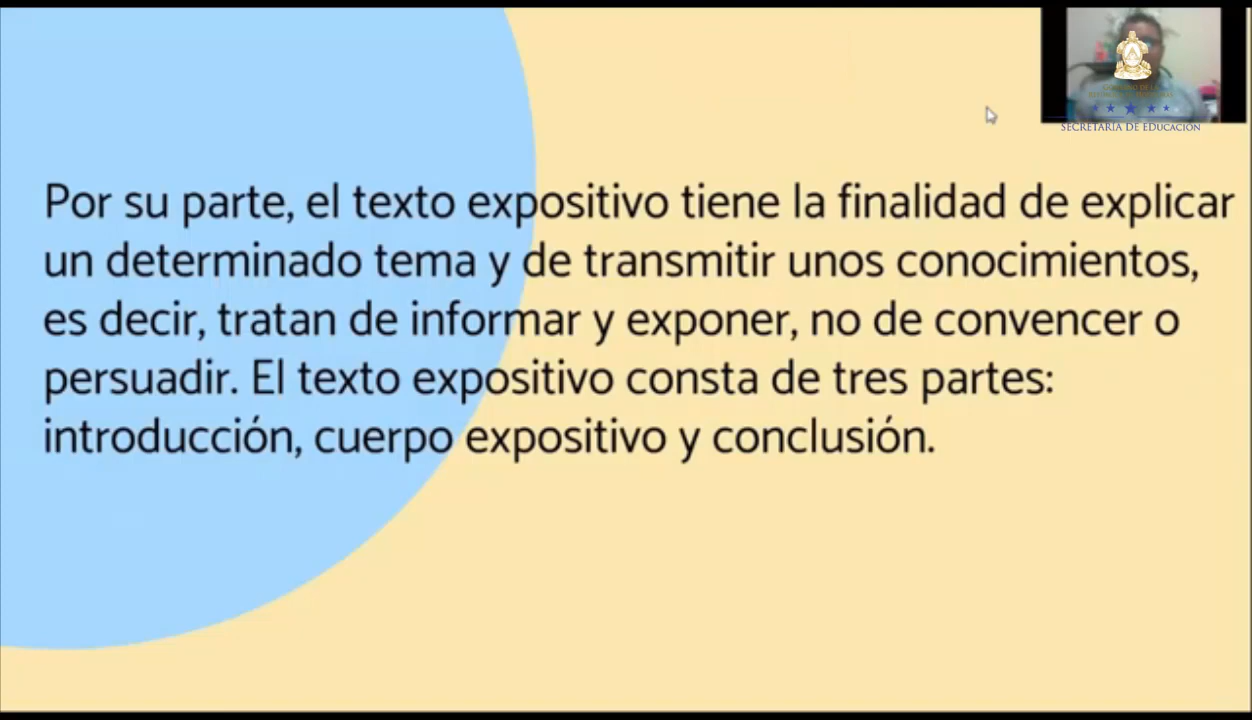 SECRETARÍA DE EDUCACIÓN
Por su parte, el texto expositivo tiene la finalidad de explicar
un determinado tema y de transmitir unos conocimientos,
es decir, tratan de informar y exponer, no de convencer o
persuadir. El texto expositivo consta de tres partes:
introducción, cuerpo expositivo y conclusión.